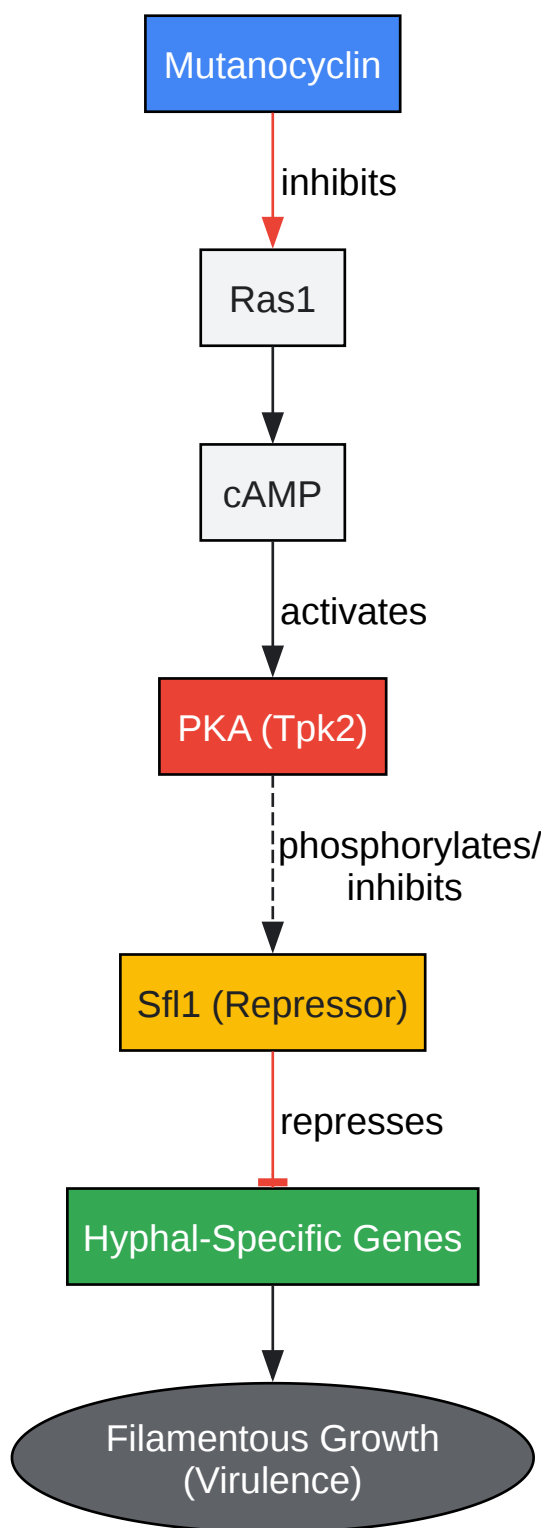 Mutanocyclin
inhibits
Ras1
cAMP
activates
PKA (Tpk2)
phosphorylates/
inhibits
Sfl1 (Repressor)
represses
Hyphal-Specific Genes
Filamentous Growth
(Virulence)